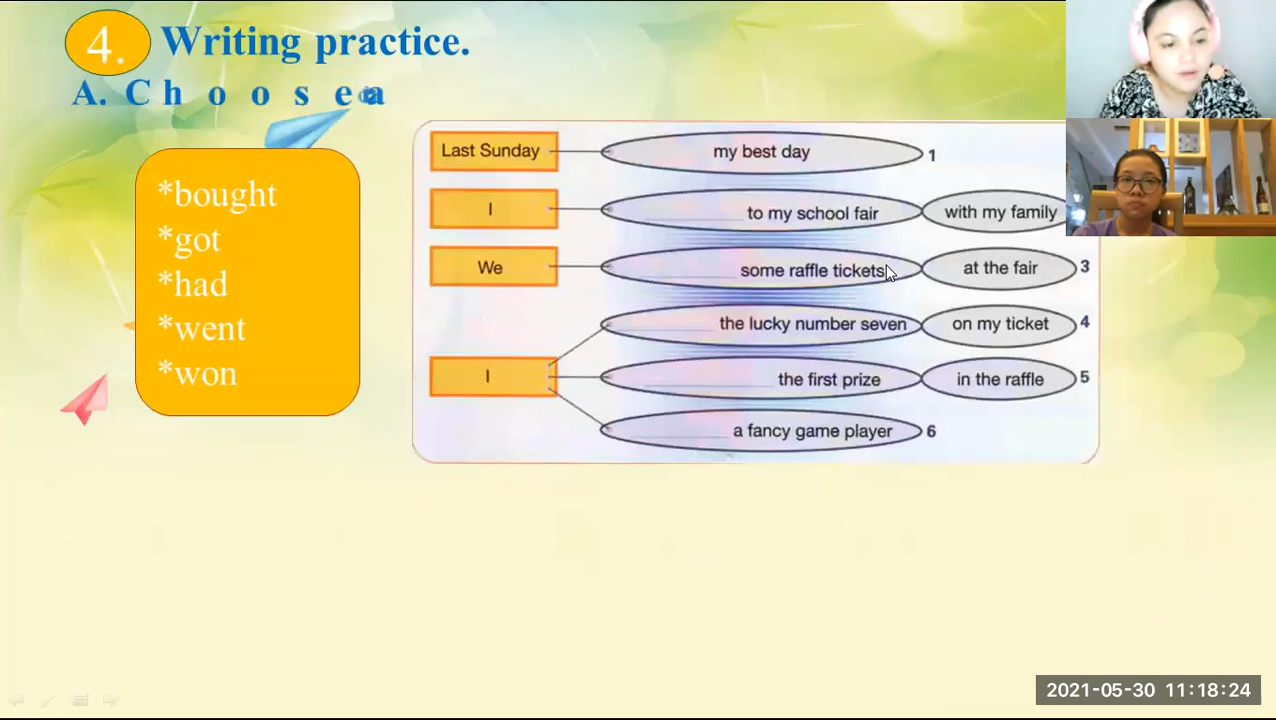 4. Writing practice.
A. Choose a
*bought
*got
*had
*went
*won
Last Sunday my best day 1
I to my school fair with my family
We some raffle tickets at the fair 3
the lucky number seven on my ticket 4
I the first prize in the raffle 5
a fancy game player 6
2021-05-30 11:18:24